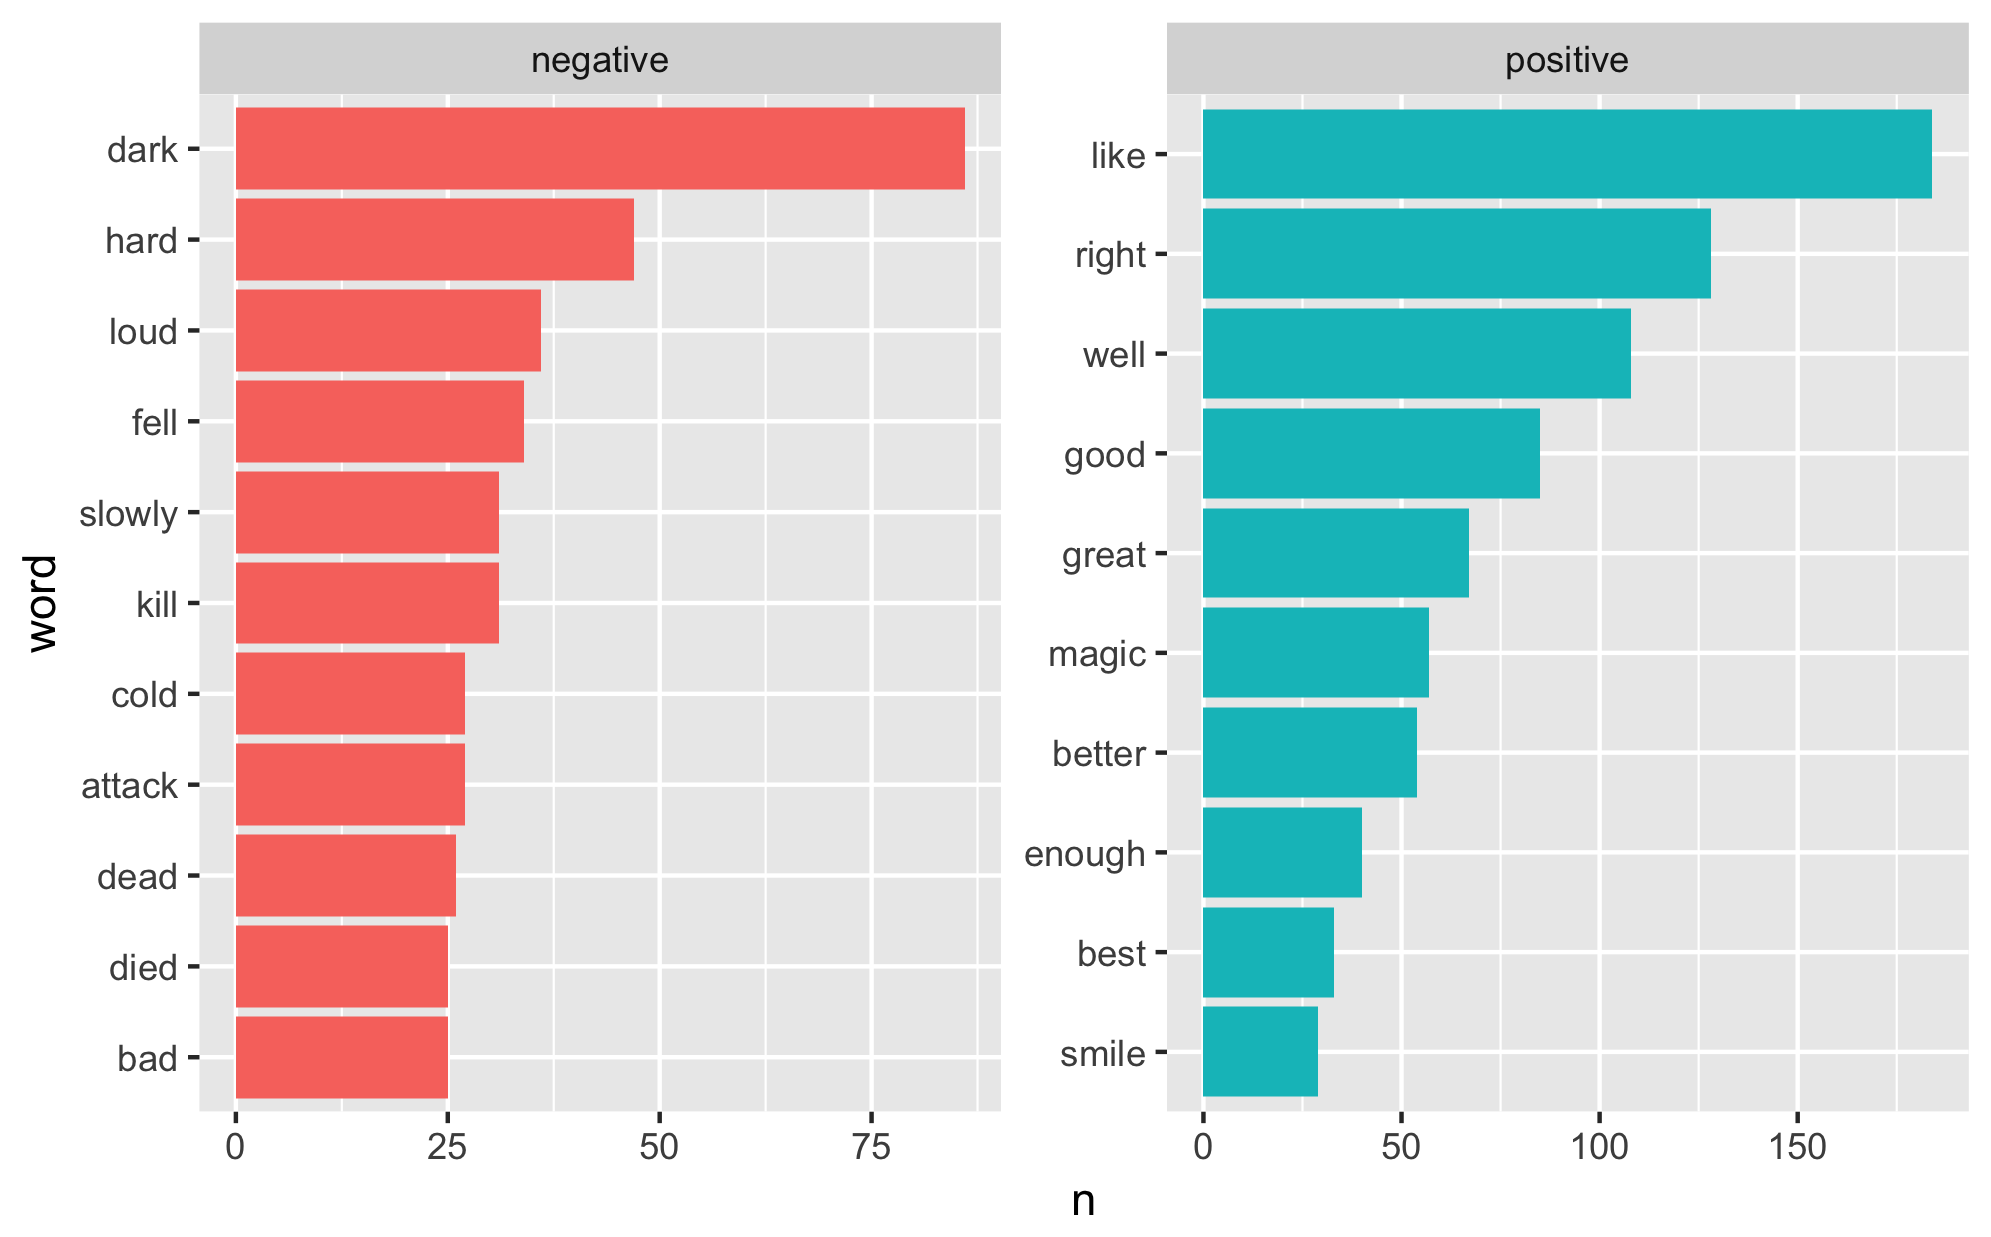 negative
positive
word
dark
hard
loud
fell
slowly
kill
cold
attack
dead
died
bad
0
25
50
75
like
right
well
good
great
magic
better
enough
best
smile
0
50
100
150
n